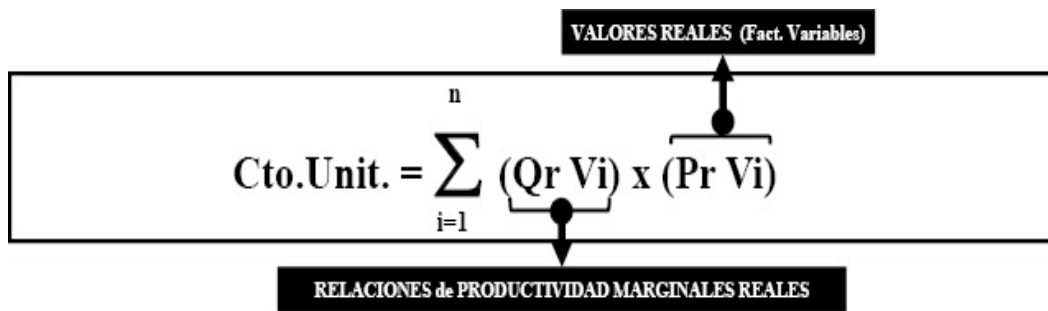 VALORES REALES (Fact. Variables)
n
Cto.Unit. = ∑ (Qr Vi) x (Pr Vi)
i=1
RELACIONES de PRODUCTIVIDAD MARGINALES REALES